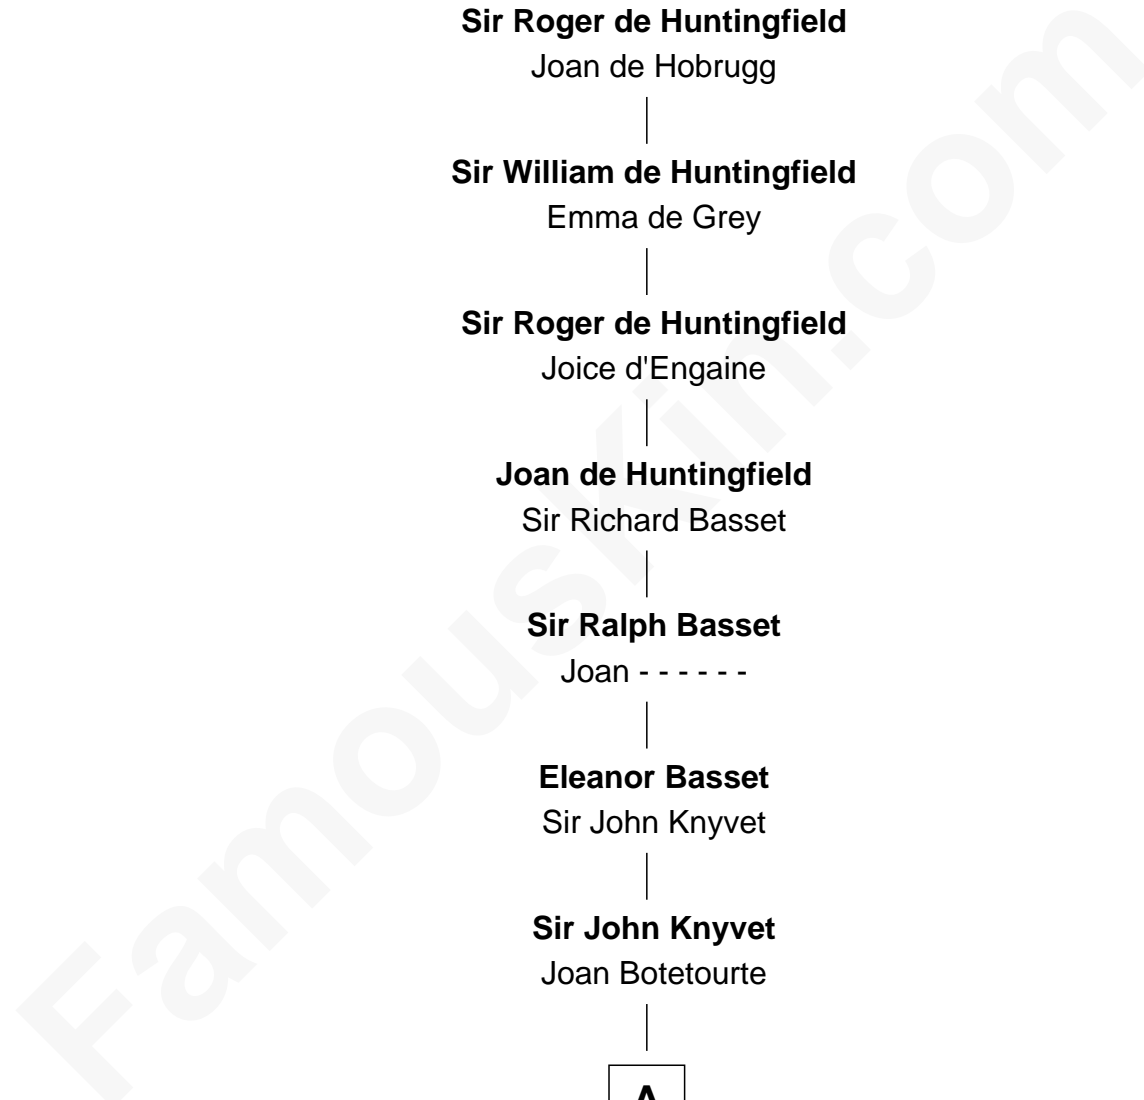 Sir Roger de Huntingfield
Joan de Hobrugg
Sir William de Huntingfield
Emma de Grey
Sir Roger de Huntingfield
Joice d'Engaine
Joan de Huntingfield
Sir Richard Basset
Sir Ralph Basset
Joan - - - - - -
Eleanor Basset
Sir John Knyvet
Sir John Knyvet
Joan Botetourte
A
FamousKin.com